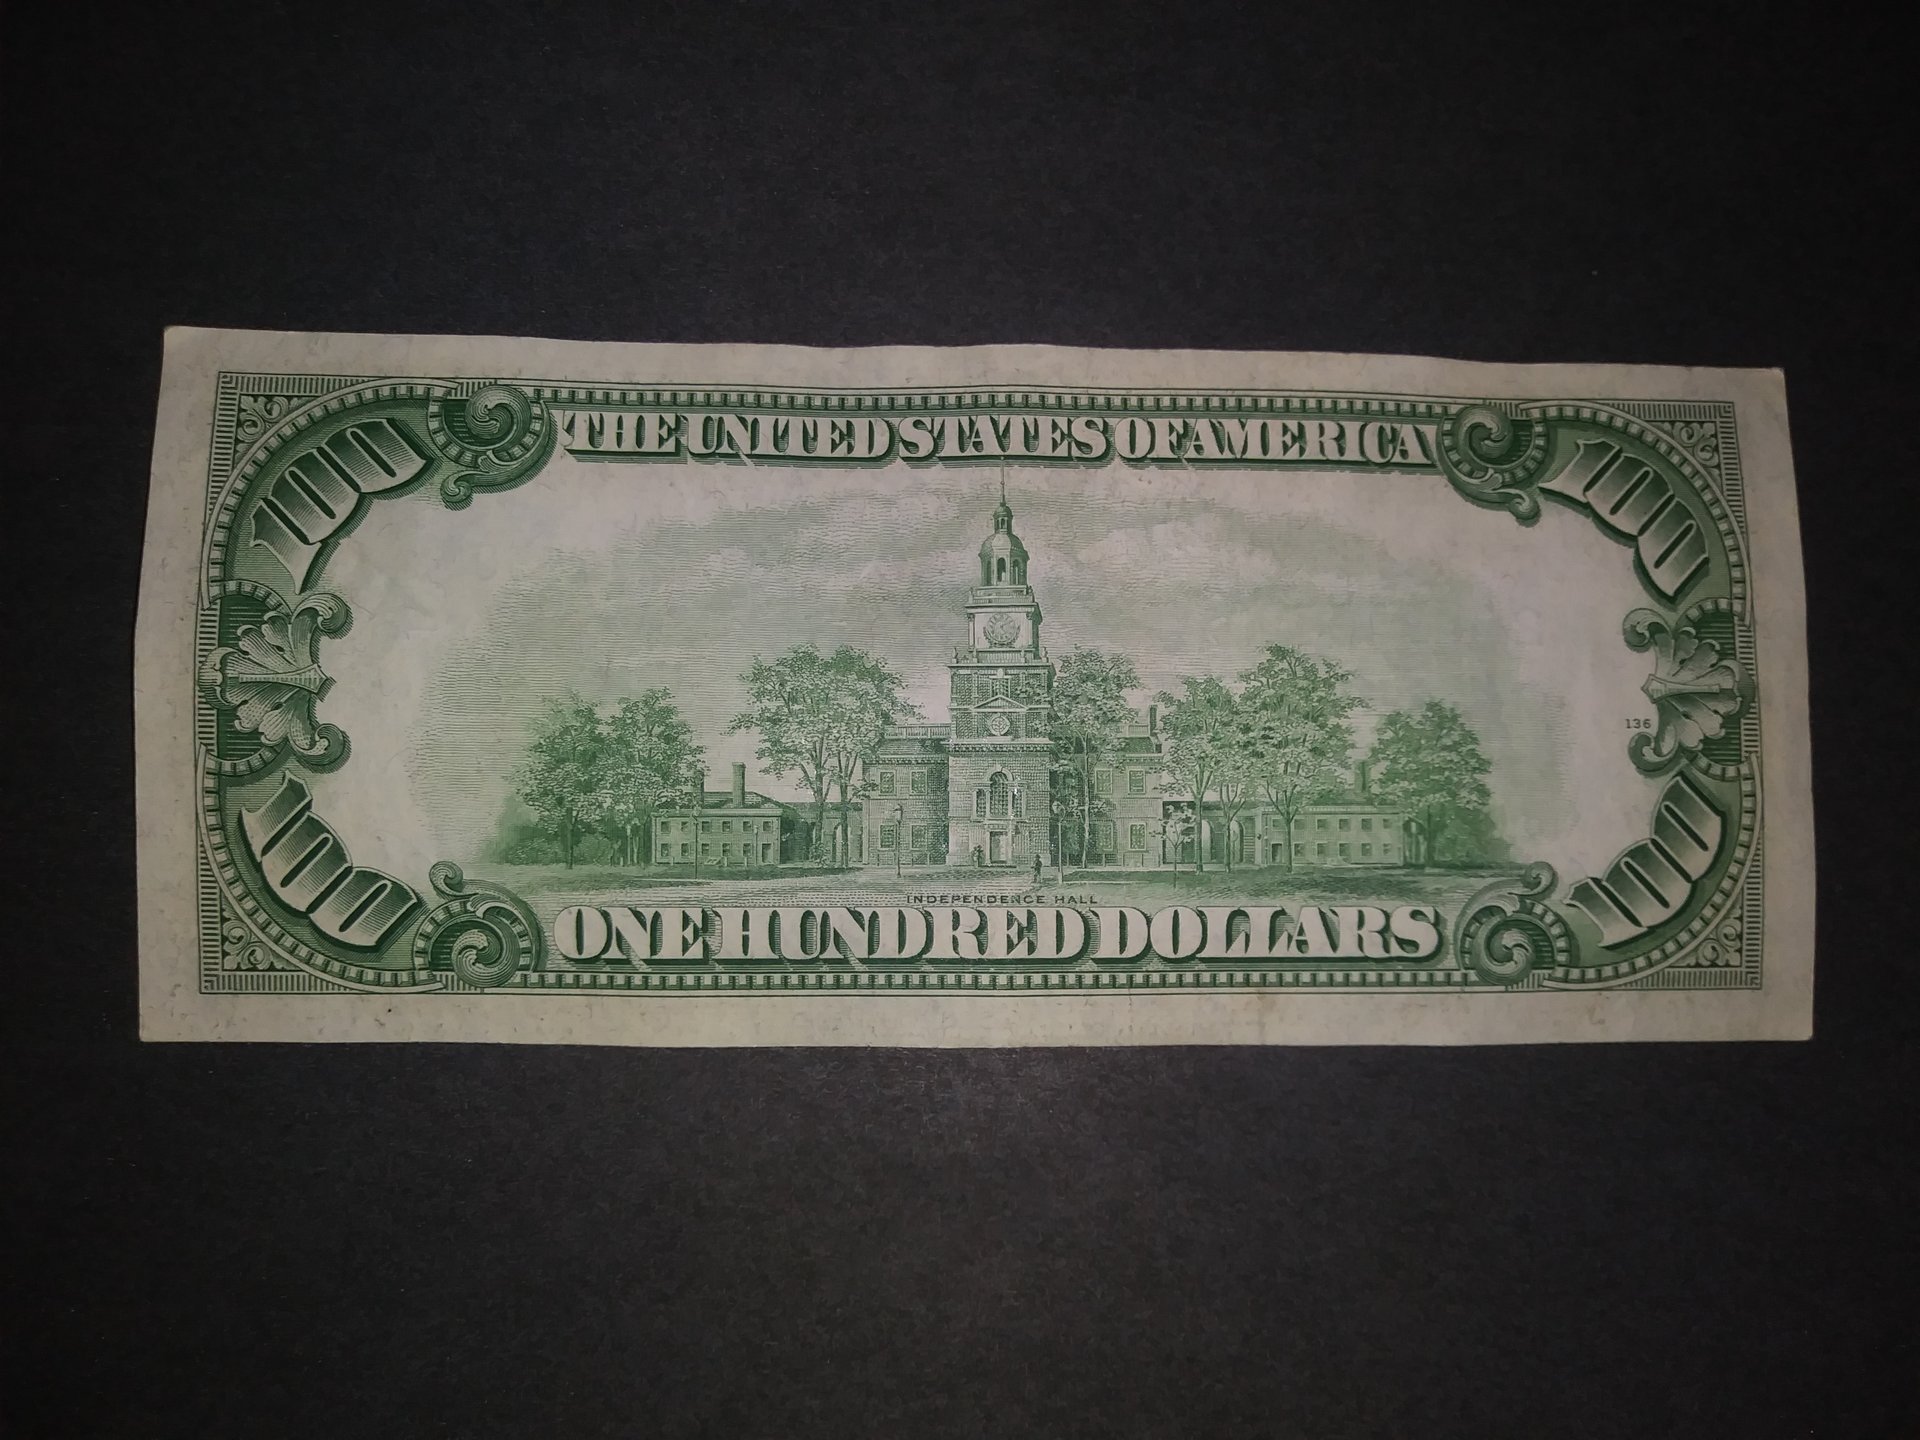 THE UNITED STATES OF AMERICA
100
100
136
INDEPENDENCE HALL
100
100
ONE HUNDRED DOLLARS